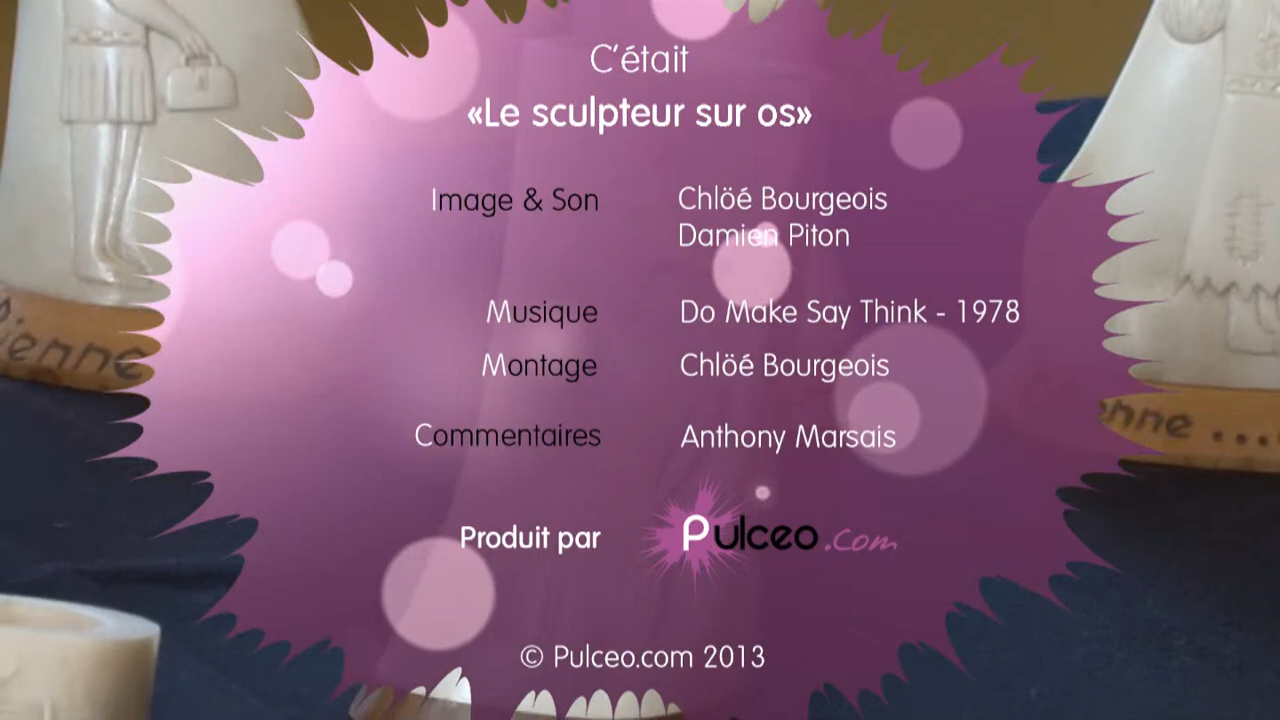 C'était
«Le sculpteur sur os»
Image & Son Chlöé Bourgeois
Damien Piton
Musique Do Make Say Think - 1978
Montage Chlöé Bourgeois
Commentaires Anthony Marsais
Produit par Pulceo.com
© Pulceo.com 2013